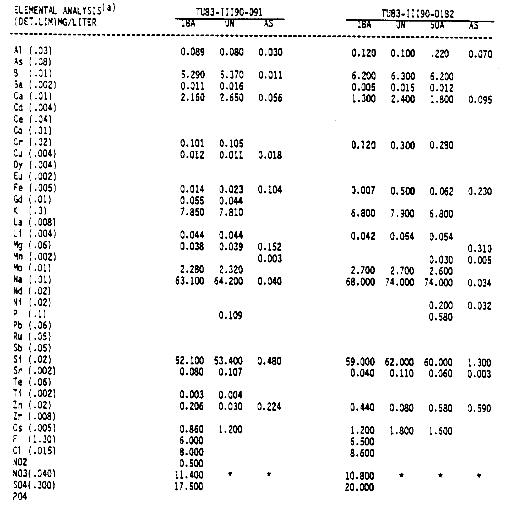 ELEMENTAL ANALYSIS(a) TU83-III90-091 TU83-III90-0182
(DET.LIM)MG/LITER IBA UN AS IBA UN SUA AS
Al (.03) 0.089 0.080 0.030 0.120 0.100 .220 0.070
As (.08)
B (.01) 5.290 5.370 0.011 6.200 6.300 6.200
Ba (.002) 0.011 0.016 0.005 0.015 0.012
Ca (.01) 2.160 2.650 0.056 1.300 2.400 1.800 0.095
Cd (.004)
Ce (.04)
Co (.01)
Cr (.02) 0.101 0.105 0.120 0.300 0.290
Cu (.004) 0.012 0.011 0.018
Dy (.004)
Eu (.002)
Fe (.005) 0.014 0.023 0.104 0.007 0.500 0.062 0.230
Gd (.01) 0.055 0.044
K (.3) 7.850 7.810 6.800 7.900 6.800
La (.008)
Li (.004) 0.044 0.044 0.042 0.054 0.054
Mg (.06) 0.038 0.039 0.152 0.310
Mn (.002) 0.003 0.030 0.005
Mo (.01) 2.280 2.320 2.700 2.700 2.600
Na (.01) 63.100 64.200 0.040 68.000 74.000 74.000 0.034
Nd (.02)
Ni (.02) 0.200 0.032
P (.1) 0.109 0.580
Pb (.06)
Ru (.05)
Sb (.05)
Si (.02) 52.100 53.400 0.480 59.000 62.000 60.000 1.300
Sr (.002) 0.080 0.107 0.040 0.110 0.060 0.003
Te (.06)
Ti (.002) 0.003 0.004
Zn (.02) 0.206 0.030 0.224 0.440 0.080 0.580 0.590
Zr (.008)
Cs (.005) 0.860 1.200 1.200 1.800 1.600
F (1.30) 6.000 5.500
Cl (.015) 8.000 8.600
NO2 0.500
NO3(.040) 11.400 * * 10.800 * * *
SO4(.300) 17.500 20.000
PO4